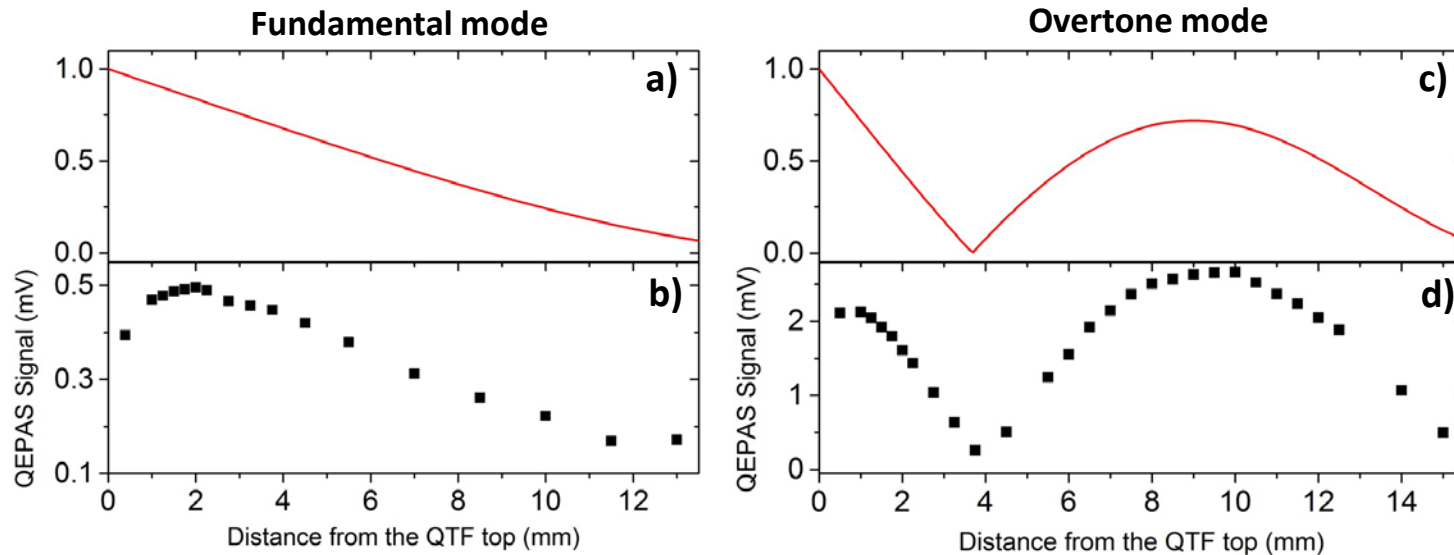 Fundamental mode
Overtone mode
a)
c)
1.0
0.5
0.0
1.0
0.5
0.0
b)
d)
QEPAS Signal (mV)
0.5
0.3
0.1
QEPAS Signal (mV)
2
1
0
0 2 4 6 8 10 12
0 2 4 6 8 10 12 14
Distance from the QTF top (mm)
Distance from the QTF top (mm)